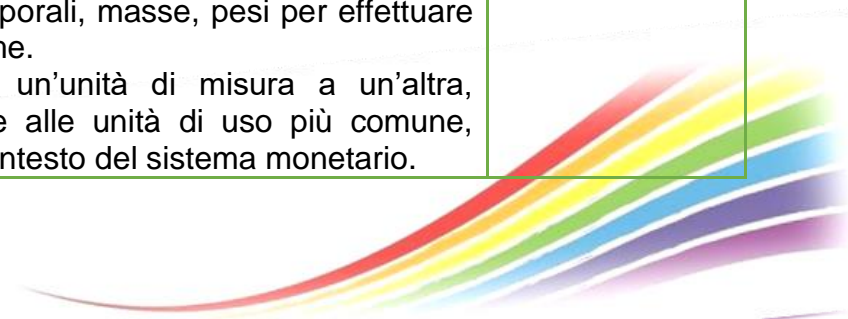 porali, masse, pesi per effettuare
ne.
un’unità di misura a un’altra,
e alle unità di uso più comune,
ntesto del sistema monetario.